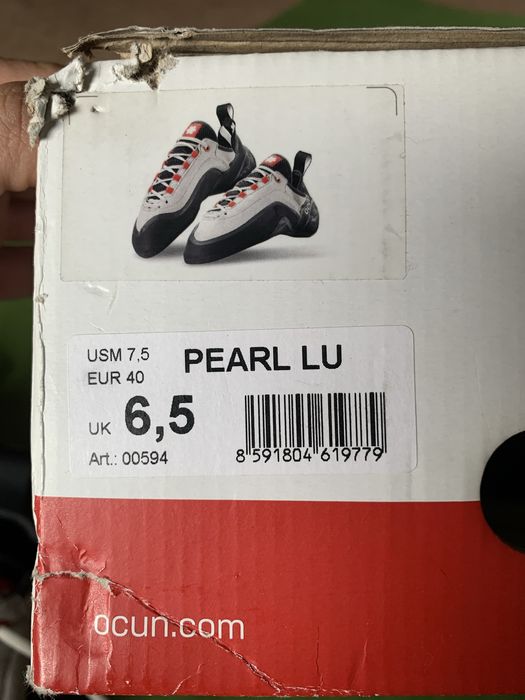 USM 7,5
PEARL LU
EUR 40
UK 6,5
Art.: 00594
8 591804 619779
ocun.com